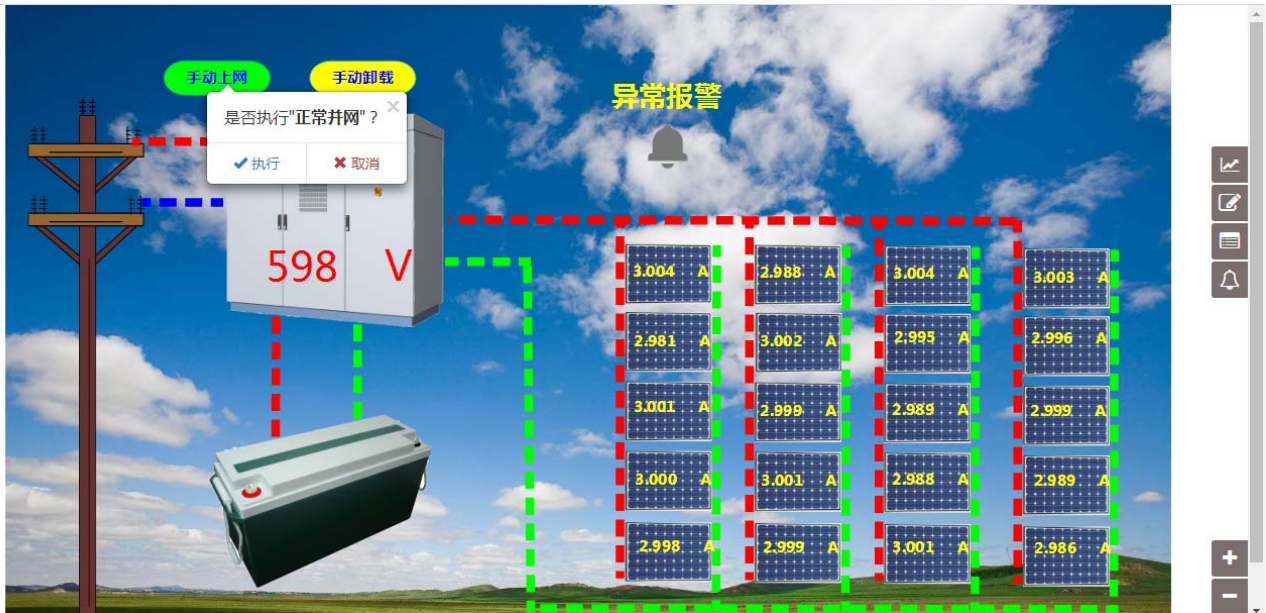 手动上网
手动卸载
异常报警
是否执行"正常并网"？
×
执行
取消
598 V
3.004 A
2.988 A
3.004 A
3.003 A
2.981 A
3.002 A
2.995 A
2.996 A
3.001 A
2.999 A
2.989 A
2.999 A
3.000 A
3.001 A
2.988 A
2.989 A
2.998 A
2.999 A
3.001 A
2.986 A